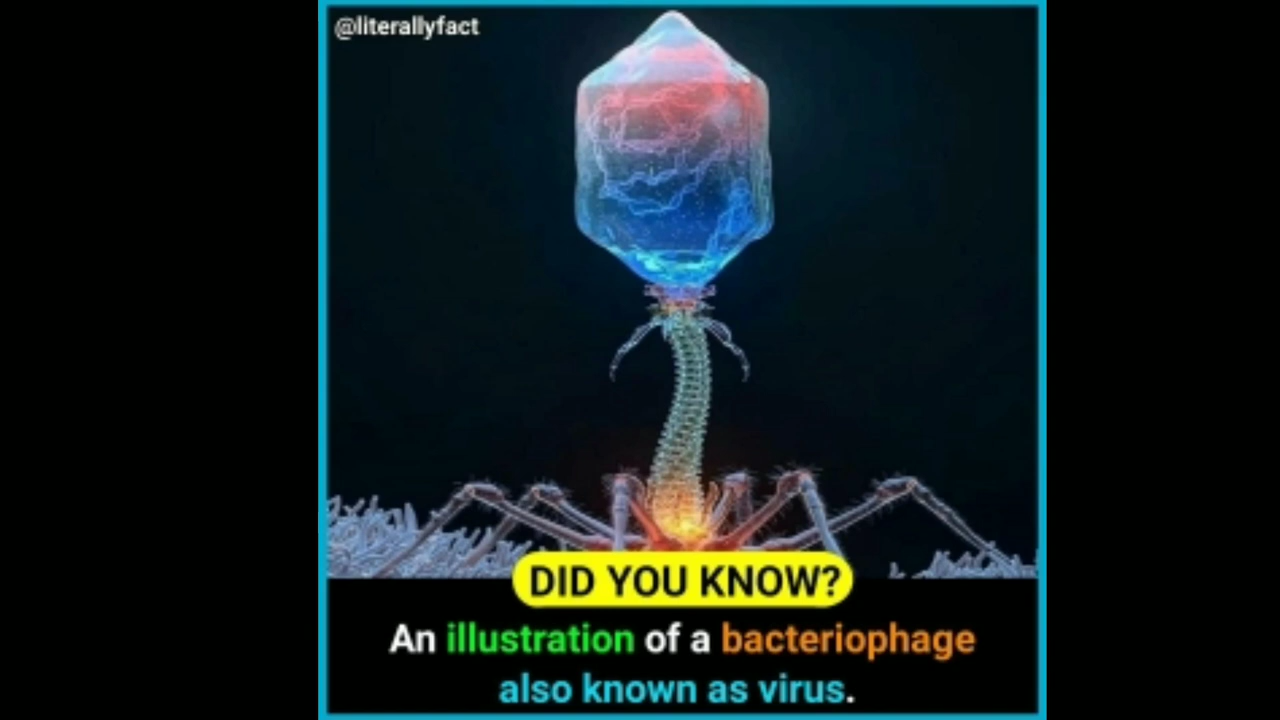 @literallyfact
DID YOU KNOW?
An illustration of a bacteriophage
also known as virus.